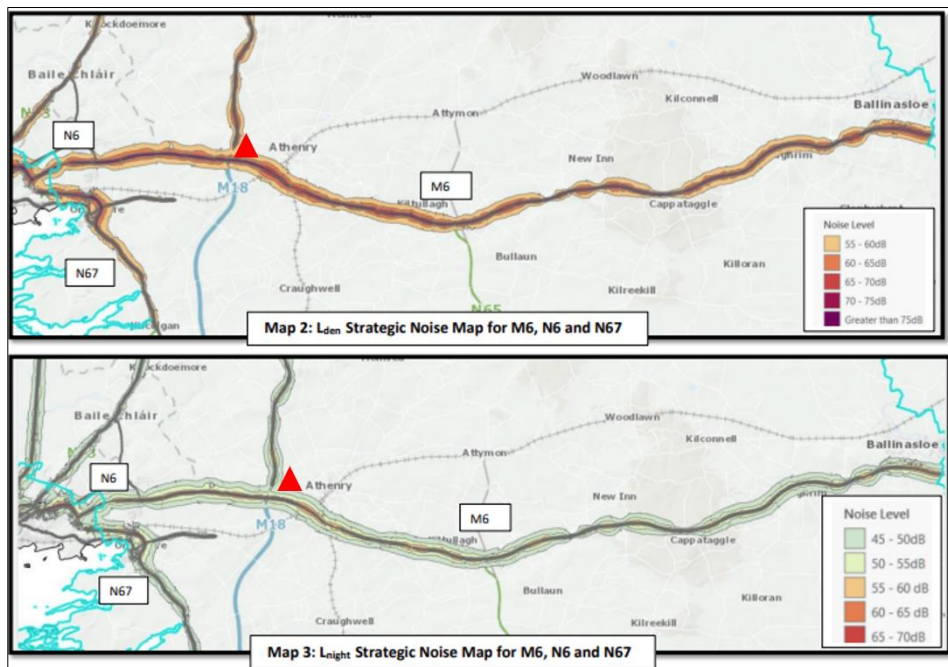 Baile Chláir
N6
Athenry
M18
Attymon
Woodlawn
Kilconnell
Ballinasloe
New Inn
M6
Cappataggle
Bullaun
Killoran
N67
Craughwell
Kilreekill
N65
Noise Level
55 - 60dB
60 - 65dB
65 - 70dB
70 - 75dB
Greater than 75dB
Map 2: Lden Strategic Noise Map for M6, N6 and N67
Baile Chláir
N6
Athenry
M18
Attymon
Woodlawn
Kilconnell
Ballinasloe
New Inn
M6
Cappataggle
Bullaun
Killoran
N67
Craughwell
Kilreekill
Noise Level
45 - 50dB
50 - 55dB
55 - 60 dB
60 - 65 dB
65 - 70dB
Map 3: Lnight Strategic Noise Map for M6, N6 and N67